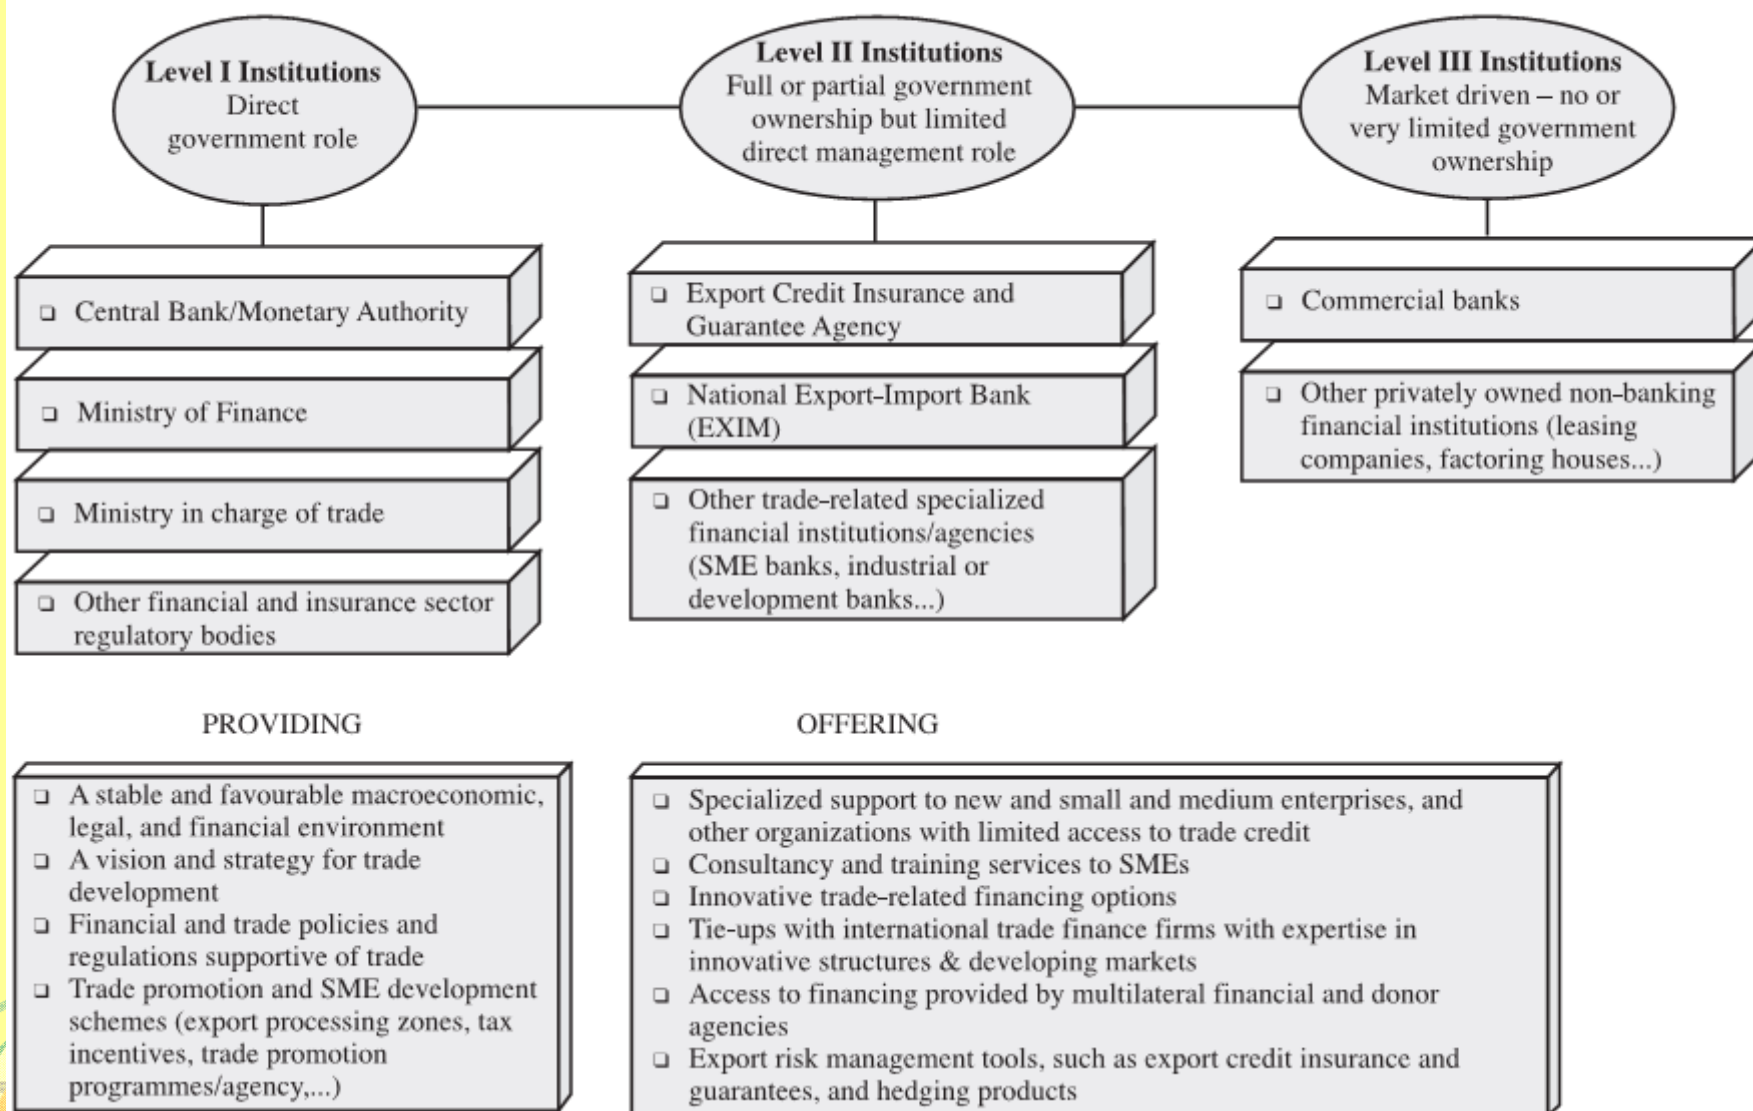 Level I Institutions
Direct
government role
Level II Institutions
Full or partial government
ownership but limited
direct management role
Level III Institutions
Market driven – no or
very limited government
ownership
❑ Central Bank/Monetary Authority
❑ Ministry of Finance
❑ Ministry in charge of trade
❑ Other financial and insurance sector
regulatory bodies
❑ Export Credit Insurance and
Guarantee Agency
❑ National Export-Import Bank
(EXIM)
❑ Other trade-related specialized
financial institutions/agencies
(SME banks, industrial or
development banks...)
❑ Commercial banks
❑ Other privately owned non-banking
financial institutions (leasing
companies, factoring houses...)
PROVIDING
❑ A stable and favourable macroeconomic,
legal, and financial environment
❑ A vision and strategy for trade
development
❑ Financial and trade policies and
regulations supportive of trade
❑ Trade promotion and SME development
schemes (export processing zones, tax
incentives, trade promotion
programmes/agency,...)
OFFERING
❑ Specialized support to new and small and medium enterprises, and
other organizations with limited access to trade credit
❑ Consultancy and training services to SMEs
❑ Innovative trade-related financing options
❑ Tie-ups with international trade finance firms with expertise in
innovative structures & developing markets
❑ Access to financing provided by multilateral financial and donor
agencies
❑ Export risk management tools, such as export credit insurance and
guarantees, and hedging products